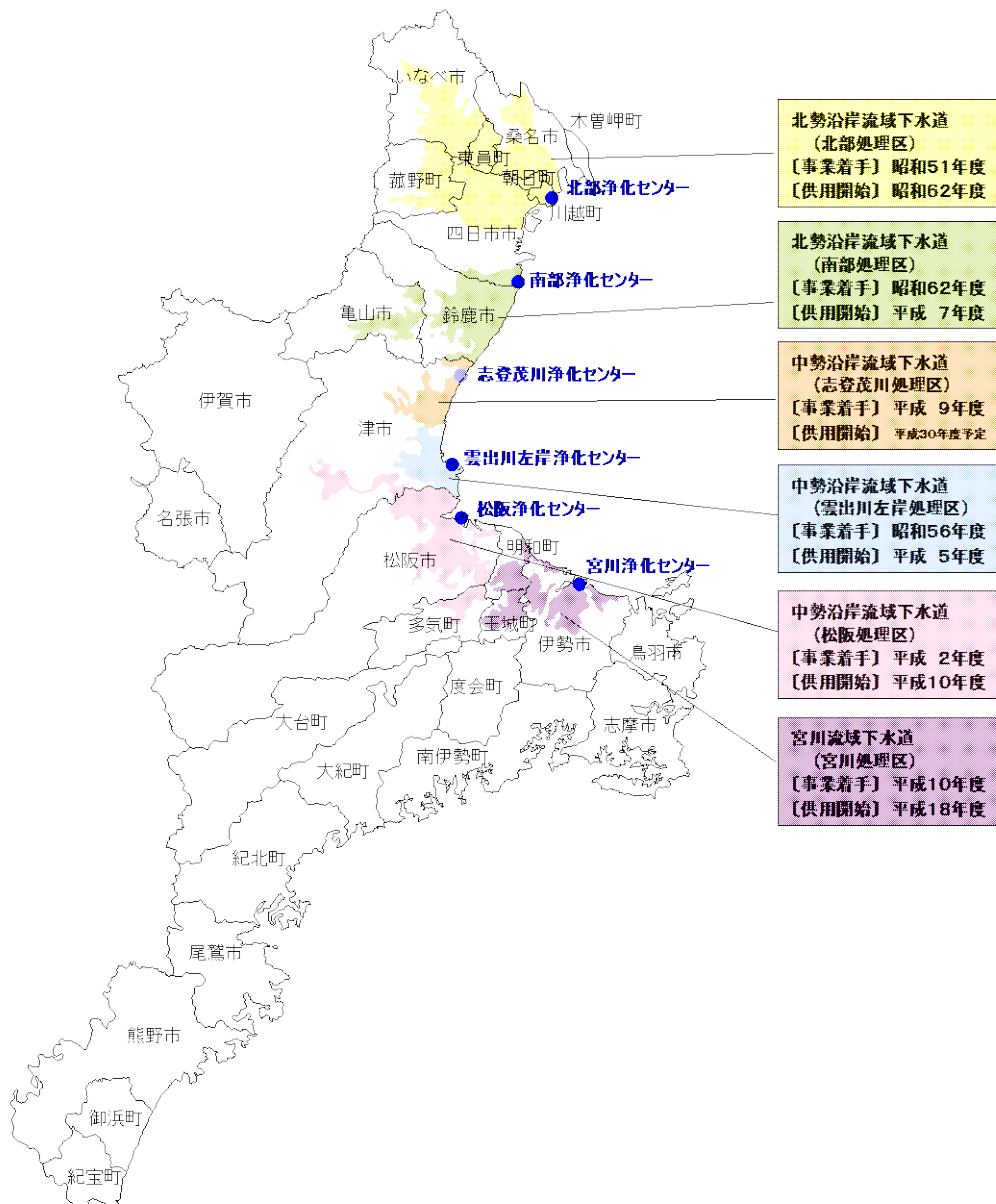 いなべ市
木曽岬町
桑名市
東員町
菰野町
朝日町
北部浄化センター
川越町
四日市市
南部浄化センター
亀山市
鈴鹿市
志登茂川浄化センター
伊賀市
津市
雲出川左岸浄化センター
名張市
松阪浄化センター
明和町
松阪市
宮川浄化センター
多気町
玉城町
伊勢市
鳥羽市
度会町
大台町
志摩市
南伊勢町
大紀町
紀北町
尾鷲市
熊野市
御浜町
紀宝町
北勢沿岸流域下水道
(北部処理区)
〔事業着手〕 昭和51年度
〔供用開始〕 昭和62年度
北勢沿岸流域下水道
(南部処理区)
〔事業着手〕 昭和62年度
〔供用開始〕 平成 7年度
中勢沿岸流域下水道
(志登茂川処理区)
〔事業着手〕 平成 9年度
〔供用開始〕 平成30年度予定
中勢沿岸流域下水道
(雲出川左岸処理区)
〔事業着手〕 昭和56年度
〔供用開始〕 平成 5年度
中勢沿岸流域下水道
(松阪処理区)
〔事業着手〕 平成 2年度
〔供用開始〕 平成10年度
宮川流域下水道
(宮川処理区)
〔事業着手〕 平成10年度
〔供用開始〕 平成18年度